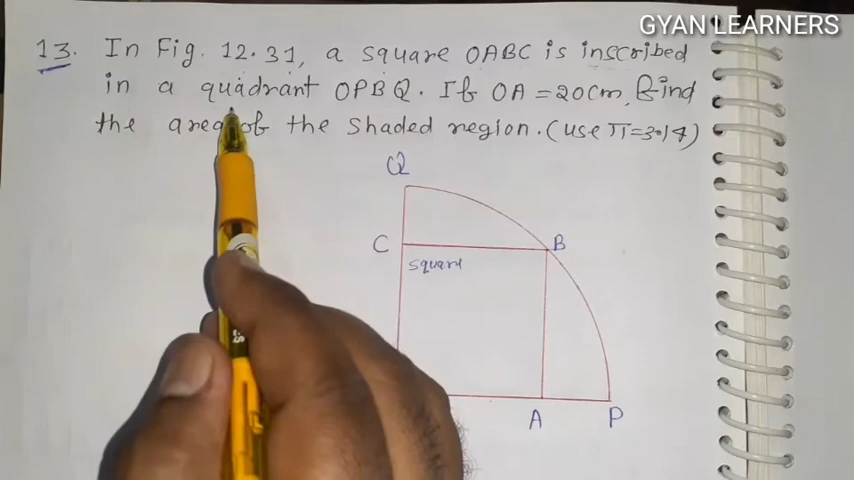 GYAN LEARNERS
13. In Fig. 12.31, a square OABC is inscribed
in a quadrant OPBQ. If OA = 20cm, find
the area of the shaded region. (use π=3.14)
Q
C B
square
A P